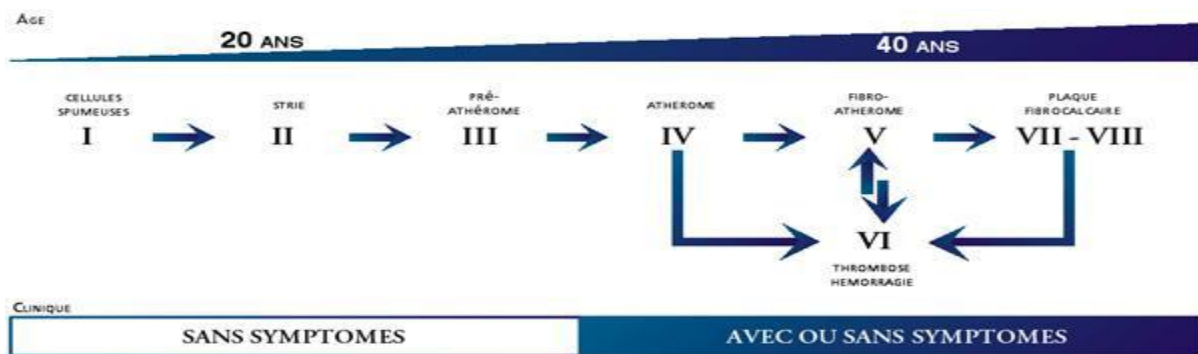 ÂGE
20 ANS
40 ANS
CELLULES
SPUMEUSES
I
STRIE
II
PRÉ-
ATHÉROME
III
ATHEROME
IV
FIBRO-
ATHEROME
V
PLAQUE
FIBROCALCAIRE
VII - VIII
VI
THROMBOSE
HEMORRAGIE
CLINIQUE
SANS SYMPTOMES
AVEC OU SANS SYMPTOMES